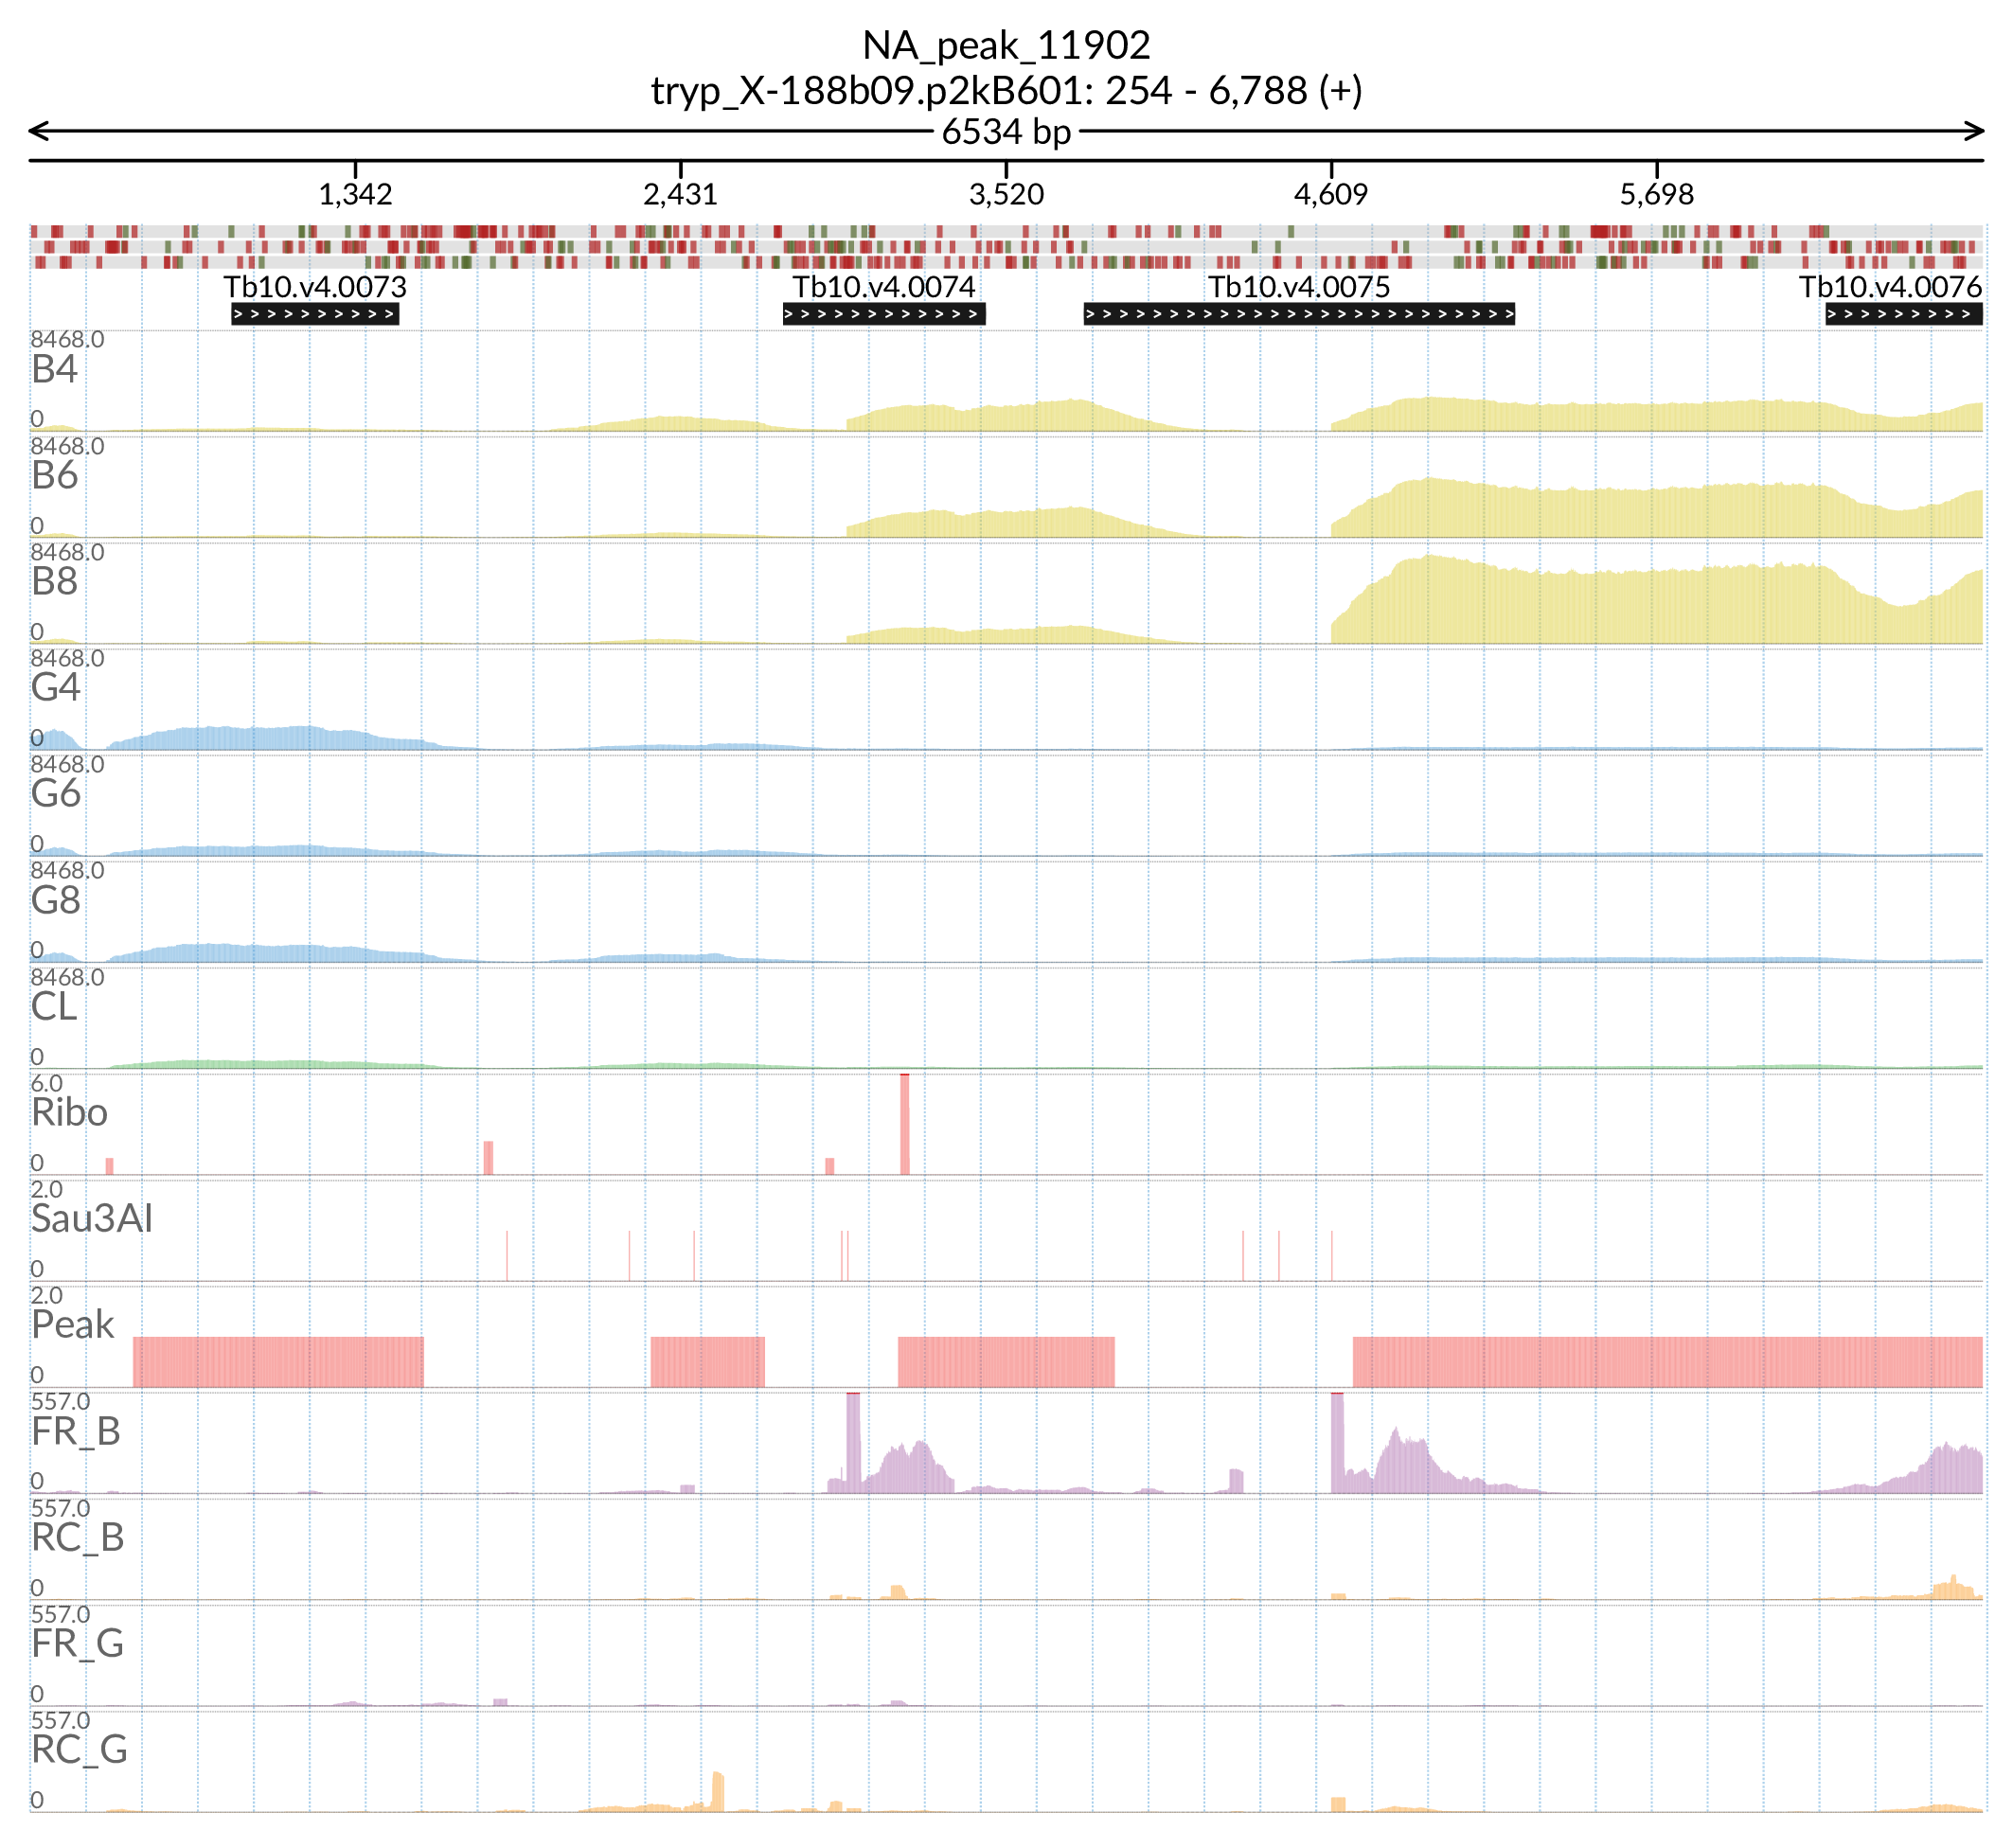 NA_peak_11902
tryp_X-188b09.p2kB601: 254 - 6,788 (+)
6534 bp
1,342 2,431 3,520 4,609 5,698
Tb10.v4.0073 Tb10.v4.0074 Tb10.v4.0075 Tb10.v4.0076
8468.0
B4
0
8468.0
B6
0
8468.0
B8
0
8468.0
G4
0
8468.0
G6
0
8468.0
G8
0
8468.0
CL
0
6.0
Ribo
0
2.0
Sau3AI
0
2.0
Peak
0
557.0
FR_B
0
557.0
RC_B
0
557.0
FR_G
0
557.0
RC_G
0